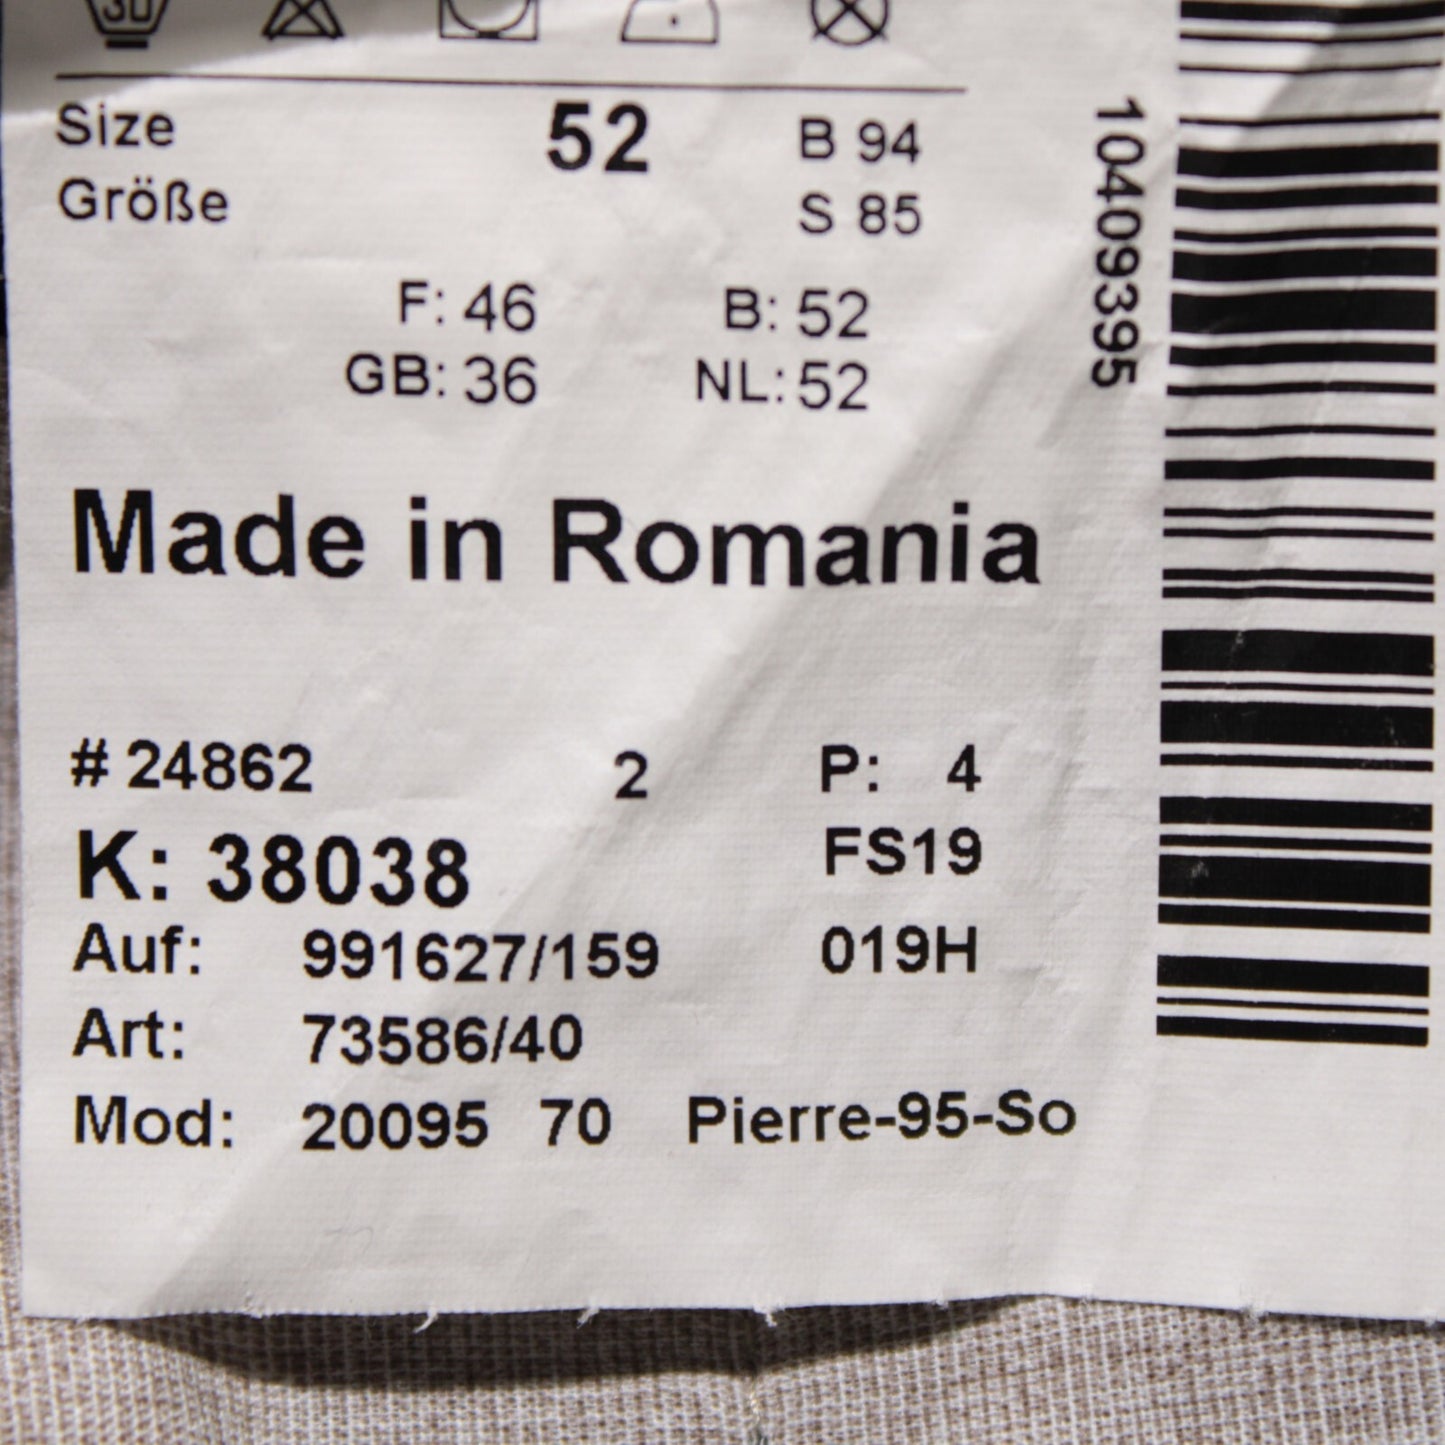 30
Size 52 B 94
Größe S 85
F: 46 B: 52
GB: 36 NL: 52
Made in Romania
# 24862 2 P: 4
K: 38038 FS19
Auf: 991627/159 019H
Art: 73586/40
Mod: 20095 70 Pierre-95-So
10409395